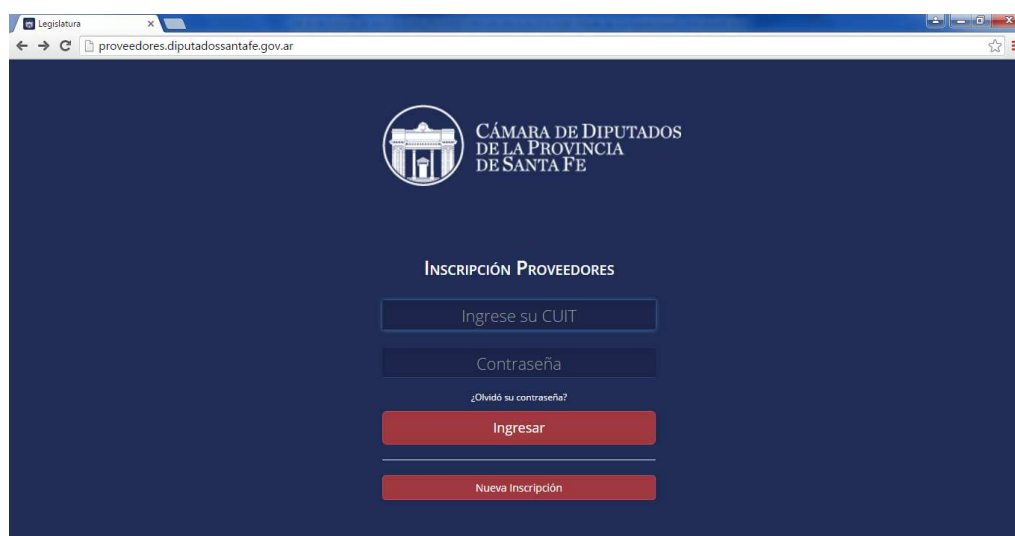 Legislatura
proveedores.diputadossantafe.gov.ar
CÁMARA DE DIPUTADOS
DE LA PROVINCIA
DE SANTA FE
INSCRIPCIÓN PROVEEDORES
Ingrese su CUIT
Contraseña
¿Olvidó su contraseña?
Ingresar
Nueva Inscripción